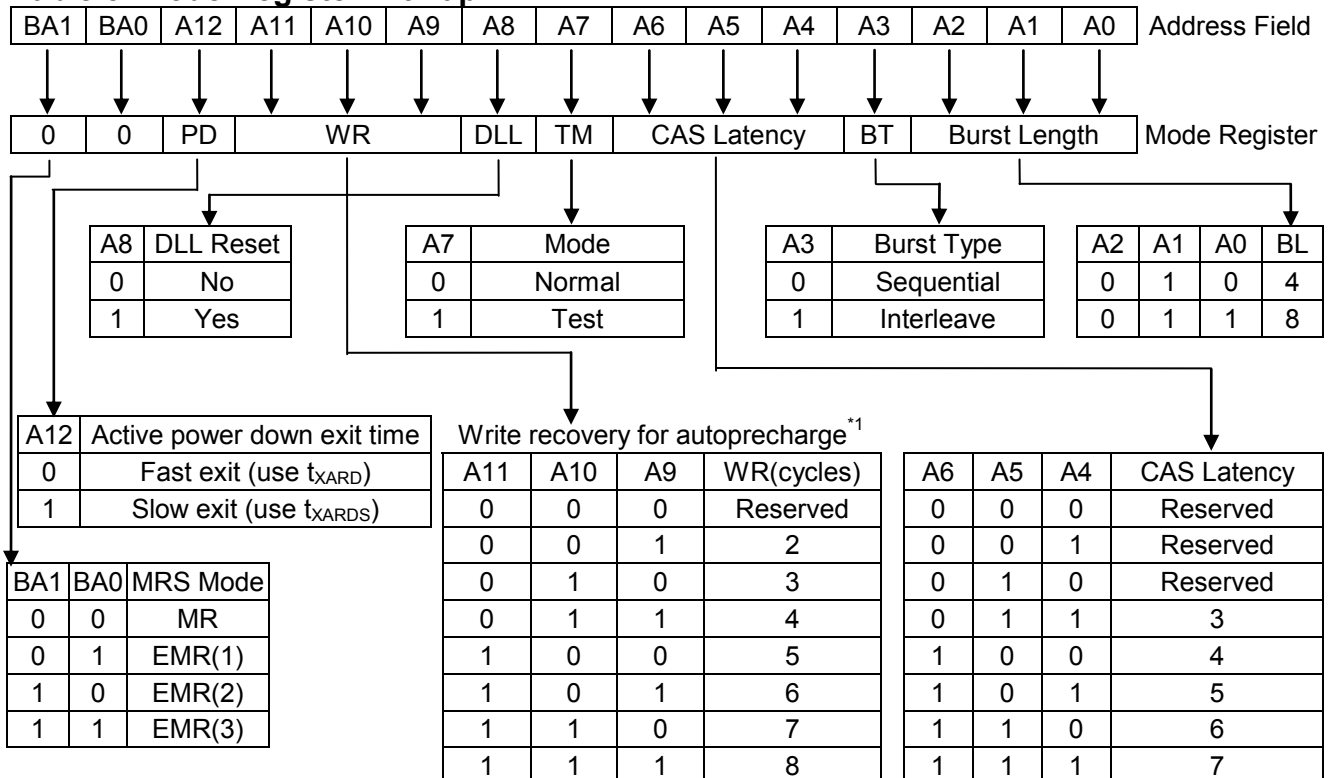 BA1 BA0 A12 A11 A10 A9 A8 A7 A6 A5 A4 A3 A2 A1 A0 Address Field
0 0 PD WR DLL TM CAS Latency BT Burst Length Mode Register
A8 DLL Reset
0 No
1 Yes
A7 Mode
0 Normal
1 Test
A3 Burst Type
0 Sequential
1 Interleave
A2 A1 A0 BL
0 1 0 4
0 1 1 8
A12 Active power down exit time
0 Fast exit (use tXARD)
1 Slow exit (use tXARDS)
BA1 BA0 MRS Mode
0 0 MR
0 1 EMR(1)
1 0 EMR(2)
1 1 EMR(3)
Write recovery for autoprecharge*1
A11 A10 A9 WR(cycles)
0 0 0 Reserved
0 0 1 2
0 1 0 3
0 1 1 4
1 0 0 5
1 0 1 6
1 1 0 7
1 1 1 8
A6 A5 A4 CAS Latency
0 0 0 Reserved
0 0 1 Reserved
0 1 0 Reserved
0 1 1 3
1 0 0 4
1 0 1 5
1 1 0 6
1 1 1 7